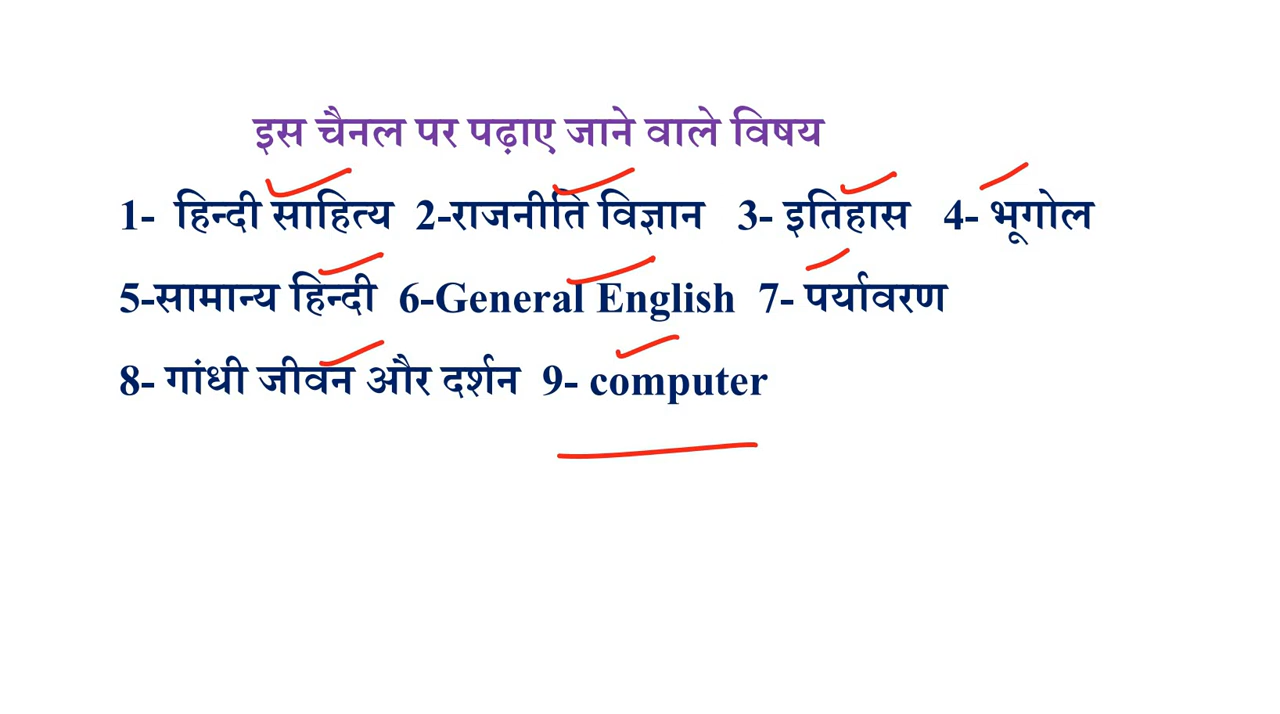 इस चैनल पर पढ़ाए जाने वाले विषय
1- हिन्दी साहित्य 2-राजनीति विज्ञान 3- इतिहास 4- भूगोल
5-सामान्य हिन्दी 6-General English 7- पर्यावरण
8- गांधी जीवन और दर्शन 9- computer